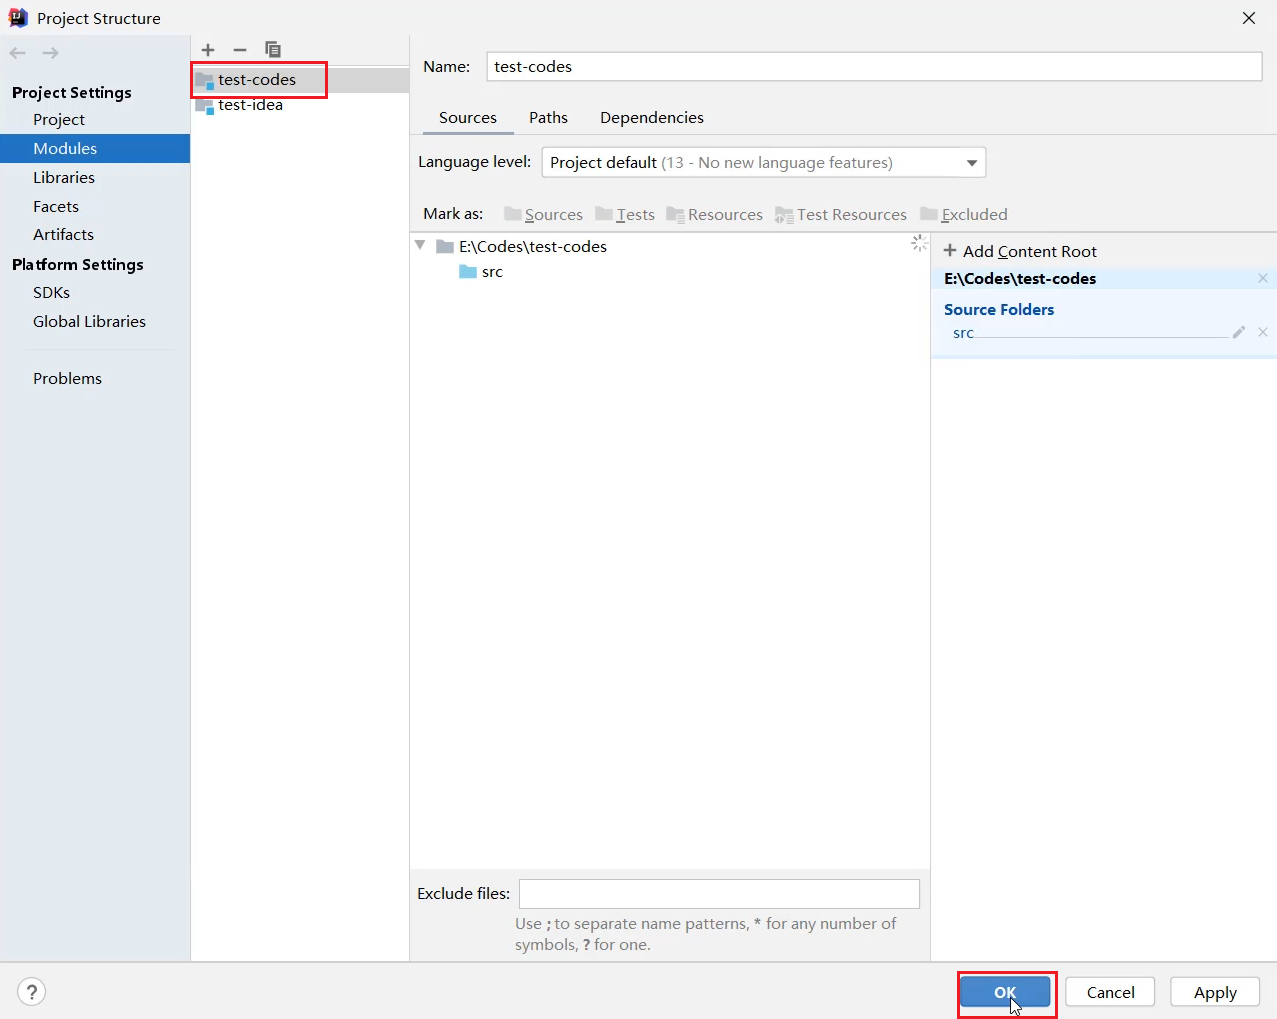 Project Structure
Project Settings
Project
Modules
Libraries
Facets
Artifacts
Platform Settings
SDKs
Global Libraries
Problems
test-codes
test-idea
Name: test-codes
Sources Paths Dependencies
Language level: Project default (13 - No new language features)
Mark as: Sources Tests Resources Test Resources Excluded
E:\Codes\test-codes
src
Add Content Root
E:\Codes\test-codes
Source Folders
src
Exclude files:
Use ; to separate name patterns, * for any number of
symbols, ? for one.
? OK Cancel Apply